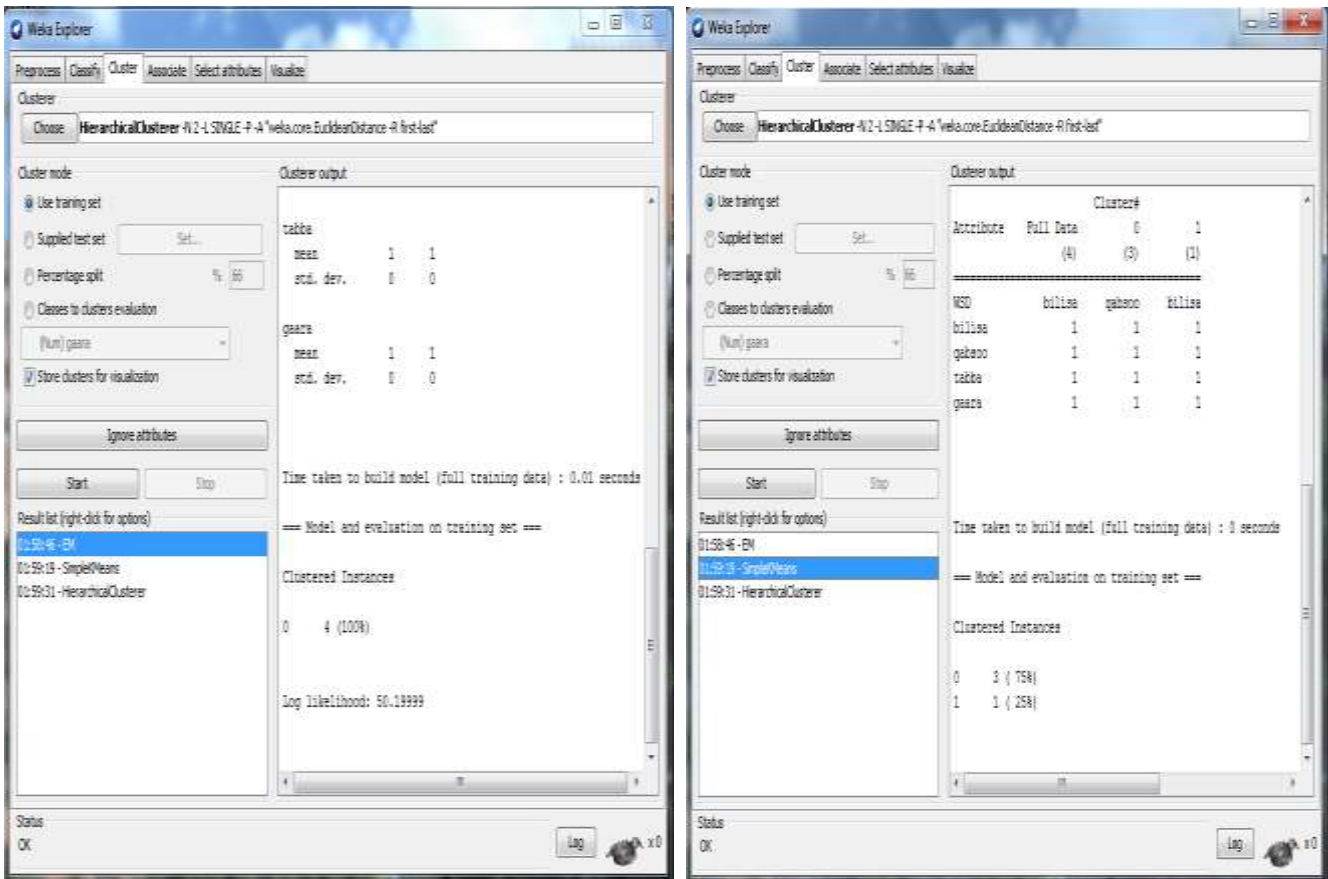 Weka Explorer
Preprocess Classify Cluster Associate Select attributes Visualize
Clusterer
Choose HierarchicalClusterer -N 2 -L SINGLE -P -A "weka.core.EuclideanDistance -R first-last"
Cluster mode
Use training set
Supplied test set Set...
Percentage split % 66
Classes to clusters evaluation
(Num) gaara
Store clusters for visualization
Ignore attributes
Start Stop
Result list (right-click for options)
01:58:46 - EM
01:59:19 - SimpleKMeans
01:59:31 - HierarchicalClusterer
Clusterer output
tabba
mean 1 1
std. dev. 0 0
gaara
mean 1 1
std. dev. 0 0
Time taken to build model (full training data) : 0.01 seconds
=== Model and evaluation on training set ===
Clustered Instances
0 4 (100%)
Log likelihood: 50.19999
Status
OK
Log x 0
Weka Explorer
Preprocess Classify Cluster Associate Select attributes Visualize
Clusterer
Choose HierarchicalClusterer -N 2 -L SINGLE -P -A "weka.core.EuclideanDistance -R first-last"
Cluster mode
Use training set
Supplied test set Set...
Percentage split % 66
Classes to clusters evaluation
(Num) gaara
Store clusters for visualization
Ignore attributes
Start Stop
Result list (right-click for options)
01:58:46 - EM
01:59:19 - SimpleKMeans
01:59:31 - HierarchicalClusterer
Clusterer output
Cluster#
Attribute Full Data 0 1
(4) (3) (1)
WSD bilisa qabsoo bilisa
bilisa 1 1 1
qabsoo 1 1 1
tabba 1 1 1
gaara 1 1 1
Time taken to build model (full training data) : 0 seconds
=== Model and evaluation on training set ===
Clustered Instances
0 3 ( 75%)
1 1 ( 25%)
Status
OK
Log x 0